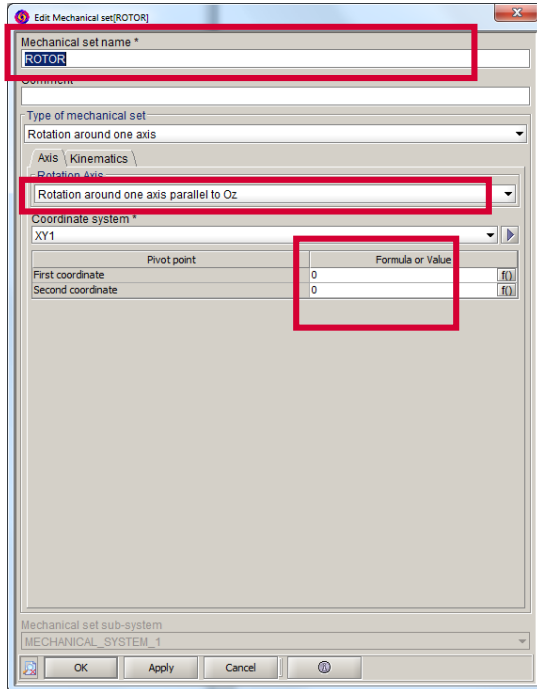 Edit Mechanical set[ROTOR]
Mechanical set name *
ROTOR
Comment
Type of mechanical set
Rotation around one axis
Axis Kinematics
Rotation Axis
Rotation around one axis parallel to Oz
Coordinate system *
XY1
Pivot point Formula or Value
First coordinate 0 f()
Second coordinate 0 f()
Mechanical set sub-system
MECHANICAL_SYSTEM_1
OK Apply Cancel